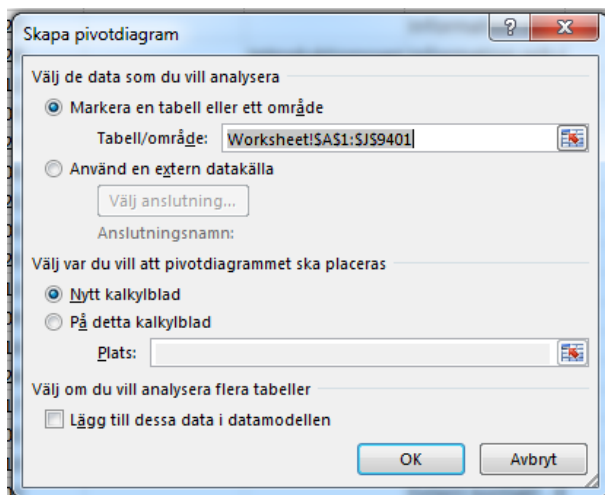 Skapa pivotdiagram
Välj de data som du vill analysera
Markera en tabell eller ett område
Tabell/område: Worksheet!$A$1:$J$9401
Använd en extern datakälla
Välj anslutning...
Anslutningsnamn:
Välj var du vill att pivotdiagrammet ska placeras
Nytt kalkylblad
På detta kalkylblad
Plats:
Välj om du vill analysera flera tabeller
Lägg till dessa data i datamodellen
OK Avbryt